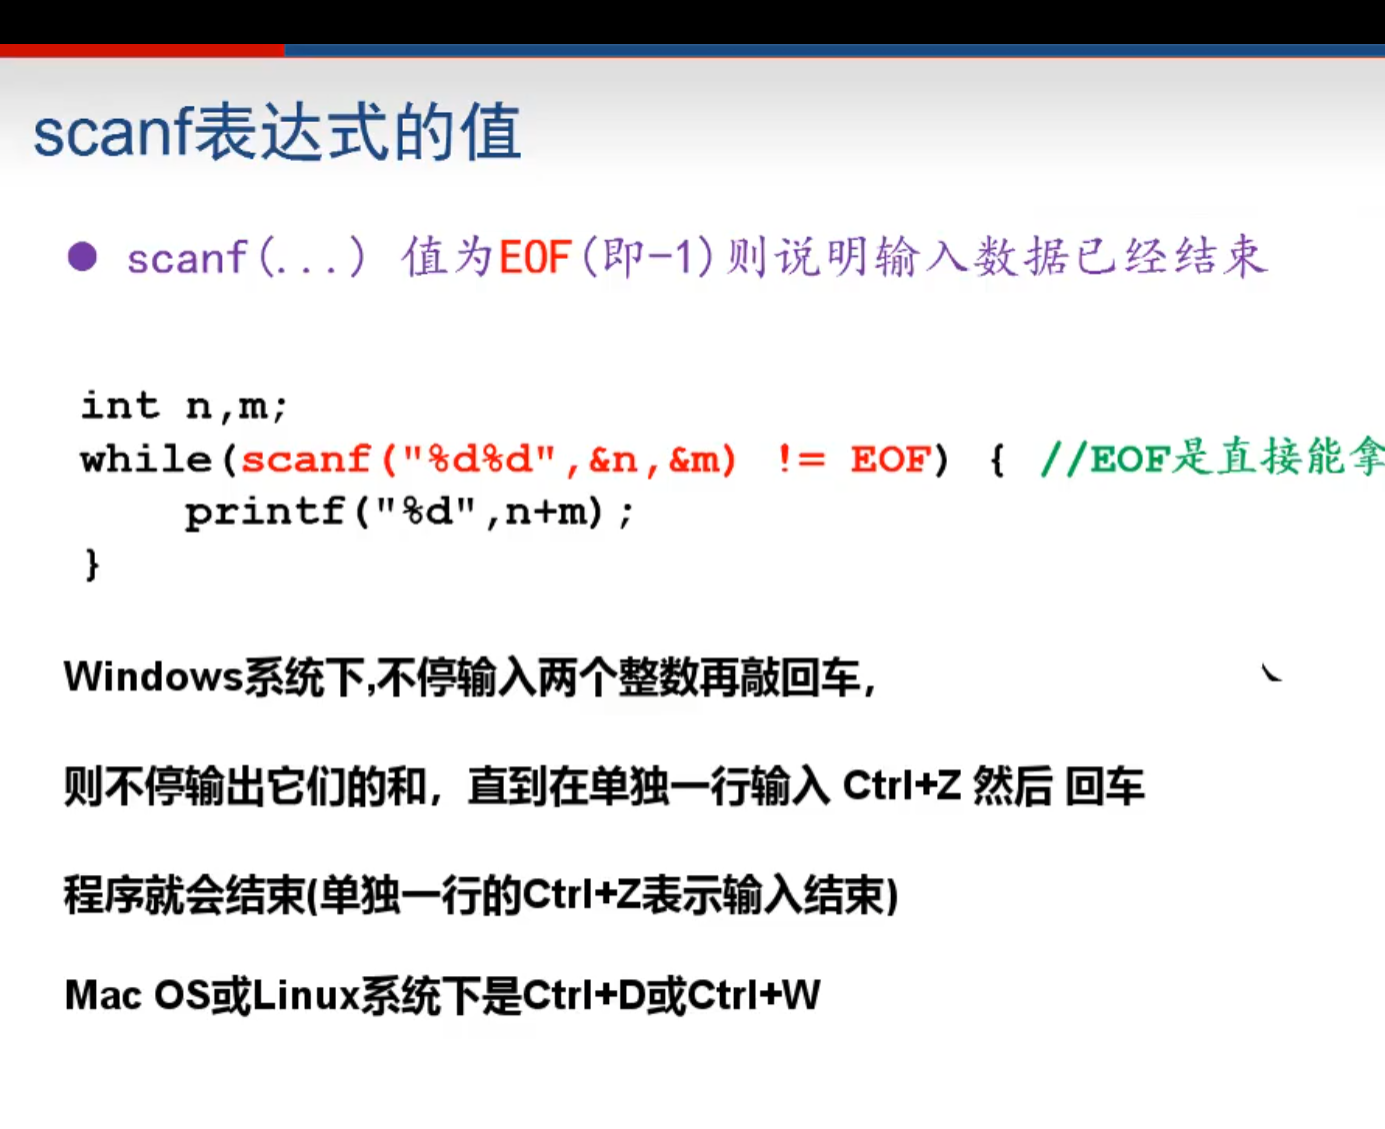 scanf表达式的值
● scanf(...) 值为EOF(即-1)则说明输入数据已经结束
int n,m;
while(scanf("%d%d",&n,&m) != EOF) { //EOF是直接能拿
printf("%d",n+m);
}
Windows系统下,不停输入两个整数再敲回车,
则不停输出它们的和，直到在单独一行输入 Ctrl+Z 然后 回车
程序就会结束(单独一行的Ctrl+Z表示输入结束)
Mac OS或Linux系统下是Ctrl+D或Ctrl+W